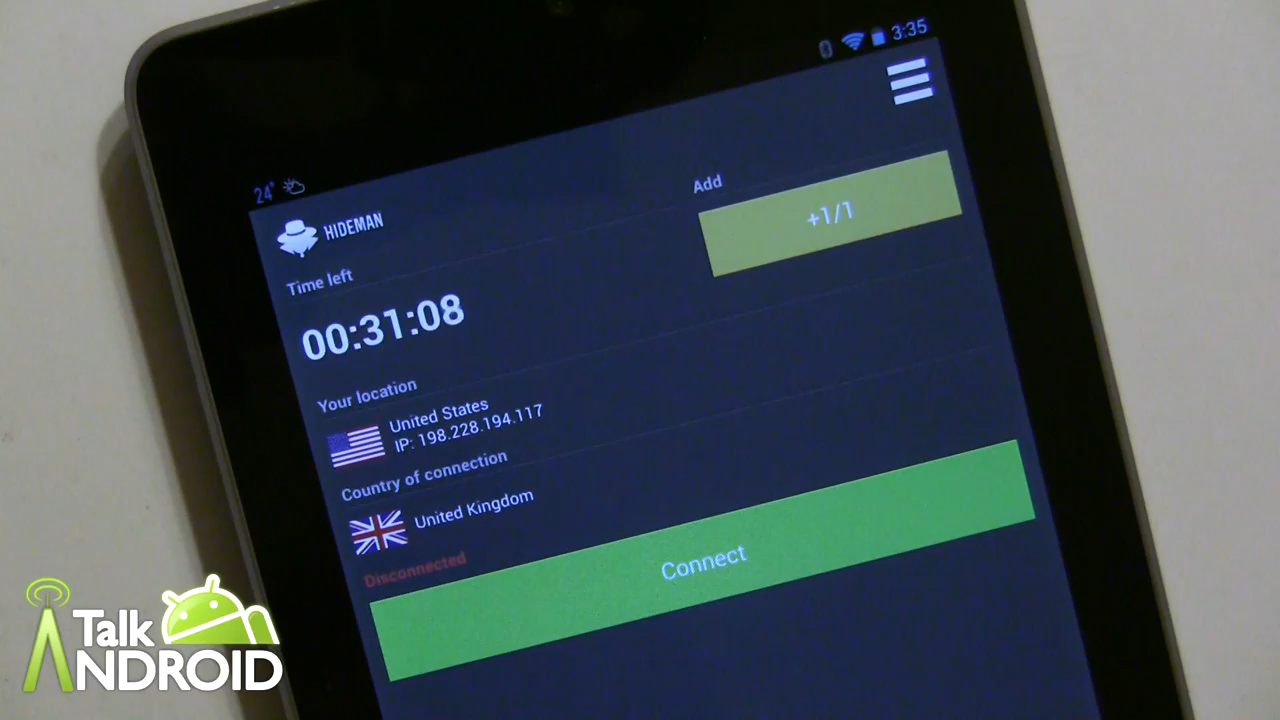 3:35
24°
HIDEMAN
Add
+1/1
Time left
00:31:08
Your location
United States
IP: 198.228.194.117
Country of connection
United Kingdom
Disconnected
Connect
Talk
ANDROID